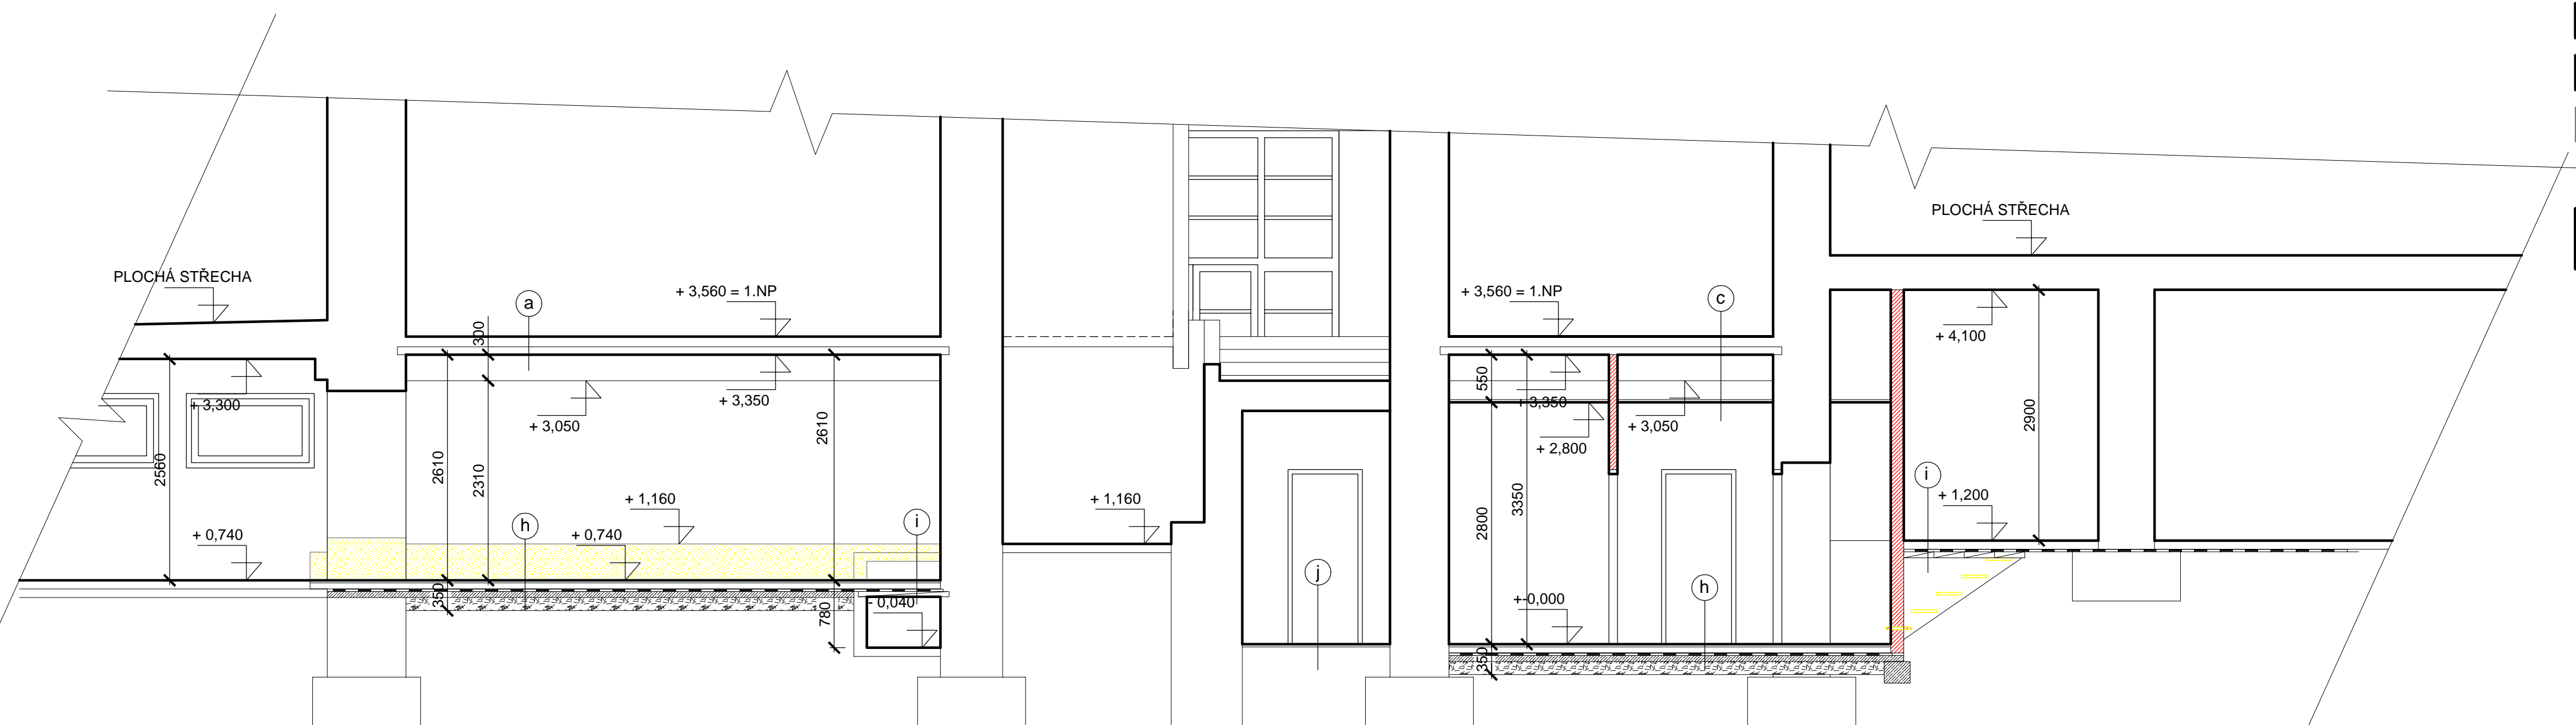 PLOCHÁ STŘECHA
PLOCHÁ STŘECHA
+ 3,560 = 1.NP
+ 3,560 = 1.NP
a
c
300
+ 3,300
+ 3,050
+ 3,350
550
+ 3,350
+ 3,050
+ 2,800
+ 4,100
2560
2610
2310
2610
2800
3350
2900
+ 1,160
+ 1,160
+ 1,200
+ 0,740
+ 0,740
h
i
i
j
h
350
780
- 0,040
+-0,000
350